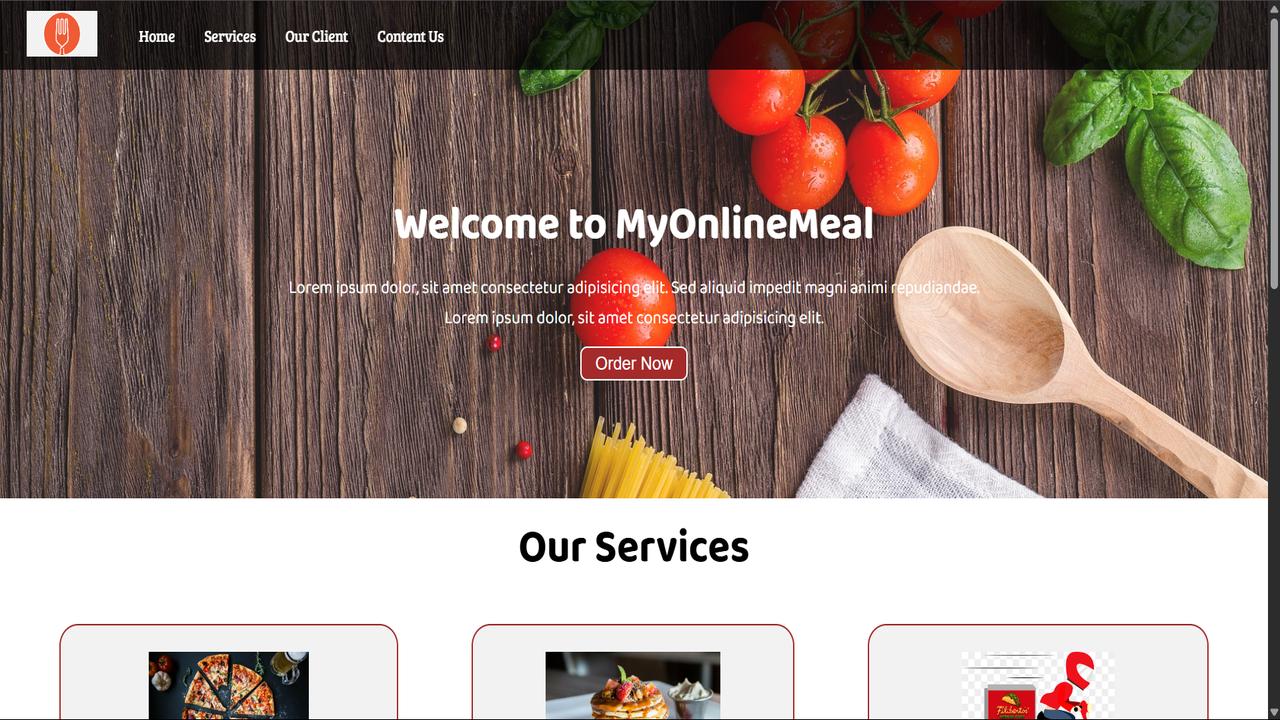 Home Services Our Client Content Us
Welcome to MyOnlineMeal
Lorem ipsum dolor, sit amet consectetur adipisicing elit. Sed aliquid impedit magni animi repudiandae.
Lorem ipsum dolor, sit amet consectetur adipisicing elit.
Order Now
Our Services
Filibertos